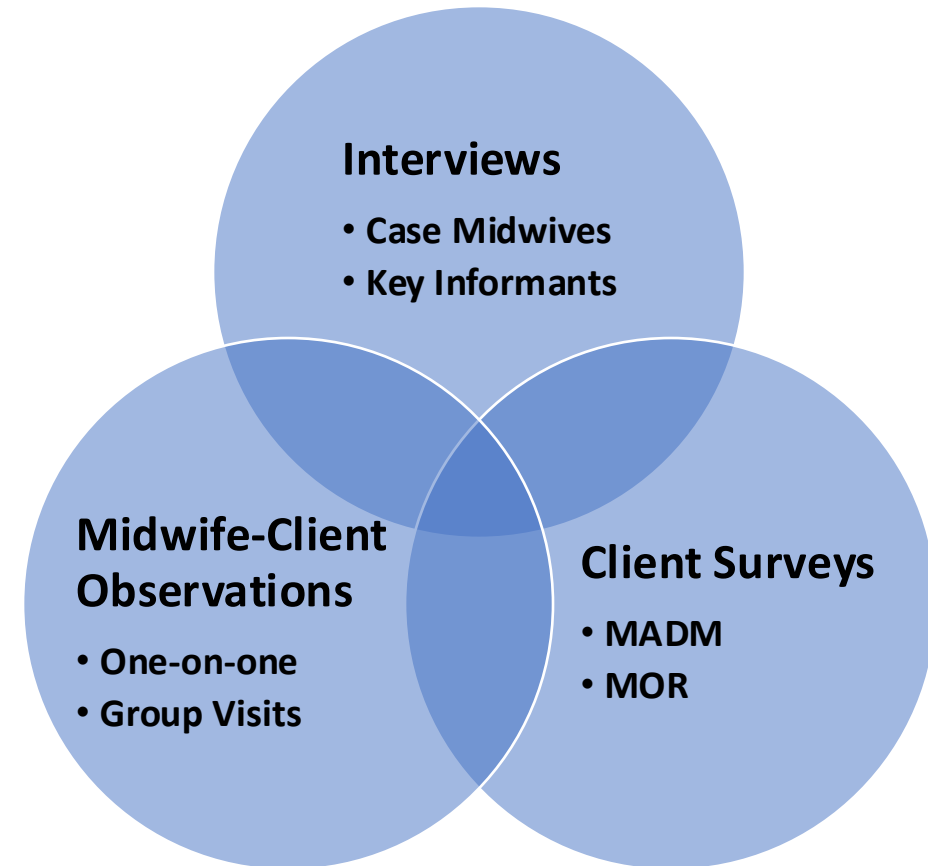 Interviews
• Case Midwives
• Key Informants
Midwife-Client
Observations
• One-on-one
• Group Visits
Client Surveys
• MADM
• MOR